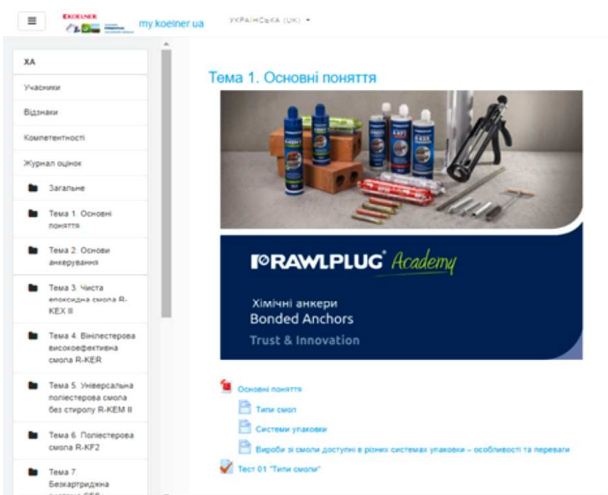 KOELNER
my.koelner.ua
УКРАЇНСЬКА (UK)
ХА
Учасники
Відзнаки
Компетентності
Журнал оцінок
Загальне
Тема 1. Основні
поняття
Тема 2. Основи
анкерування
Тема 3. Чиста
епоксидна смола R-
KEX II
Тема 4. Вінілестерова
високоефективна
смола R-KER
Тема 5. Універсальна
поліестерова смола
без стиролу R-KEM II
Тема 6. Поліестерова
смола R-KF2
Тема 7.
Безкартриджна
Тема 1. Основні поняття
RAWLPLUG Academy
Хімічні анкери
Bonded Anchors
Trust & Innovation
Основні поняття
Типи смол
Системи упаковки
Вироби зі смоли доступні в різних системах упаковки – особливості та переваги
Тест 01 "Типи смоли"